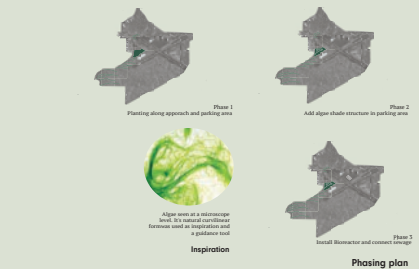 Phase 1
Planting along apporach and parking area
Phase 2
Add algae shade structure in parking area
Algae seen at a microscope
level. It's natural curvilinear
formwas used as inspiration and
a guidance tool
Inspiration
Phase 3
Install Bioreactor and connect sewage
Phasing plan